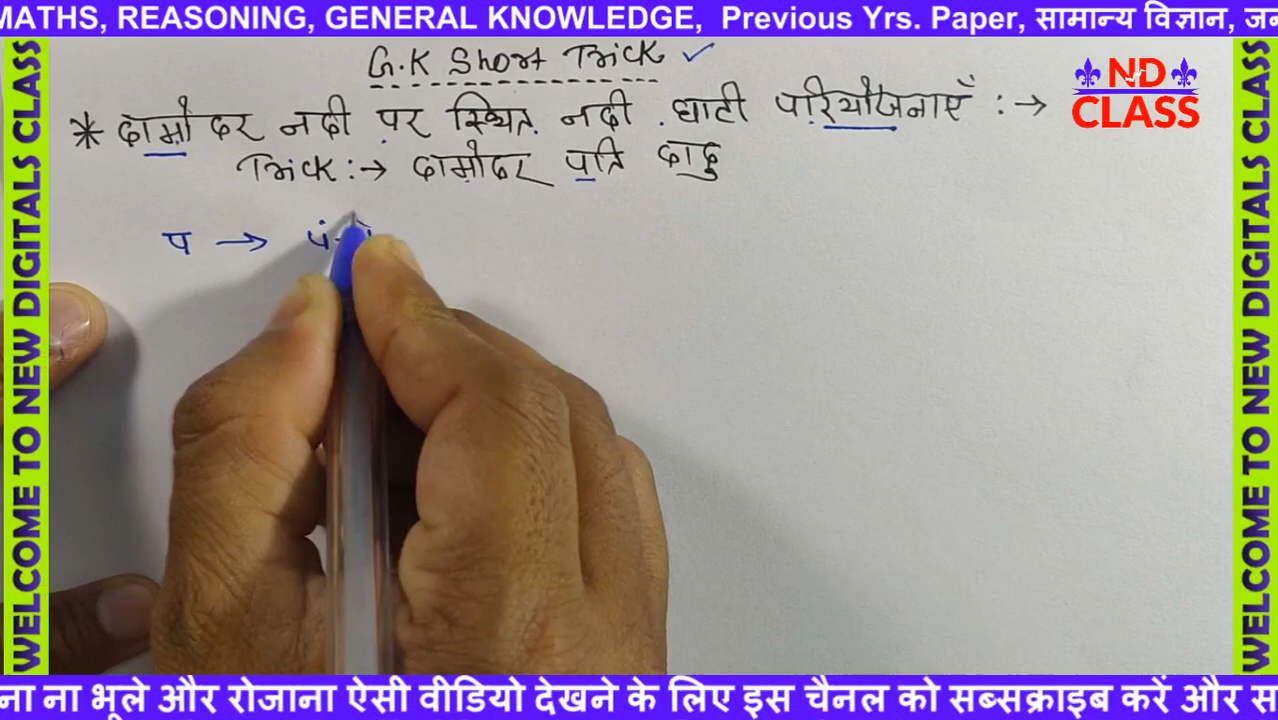 MATHS, REASONING, GENERAL KNOWLEDGE, Previous Yrs. Paper, सामान्य विज्ञान, जन
WELCOME TO NEW DIGITALS CLASS
G.K Short Trick ✓
ND
CLASS
* दामोदर नदी पर स्थित नदी घाटी परियोजनाएँ :→
Trick :→ दामोदर पति दादु
प →
WELCOME TO NEW DIGITALS CLASS
ना ना भूले और रोजाना ऐसी वीडियो देखने के लिए इस चैनल को सब्सक्राइब करें और स